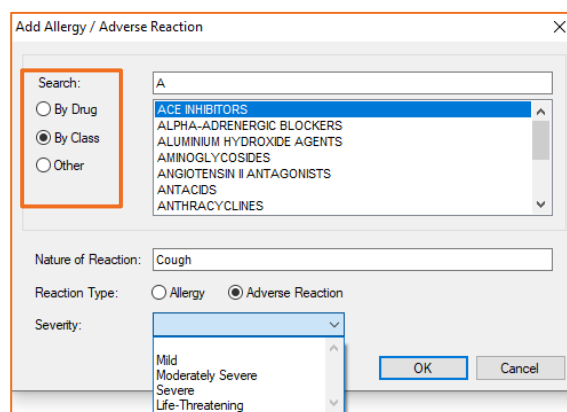 Add Allergy / Adverse Reaction
Search:
A
By Drug
By Class
Other
ACE INHIBITORS
ALPHA-ADRENERGIC BLOCKERS
ALUMINIUM HYDROXIDE AGENTS
AMINOGLYCOSIDES
ANGIOTENSIN II ANTAGONISTS
ANTACIDS
ANTHRACYCLINES
Nature of Reaction: Cough
Reaction Type: Allergy Adverse Reaction
Severity:
Mild
Moderately Severe
Severe
Life-Threatening
OK Cancel